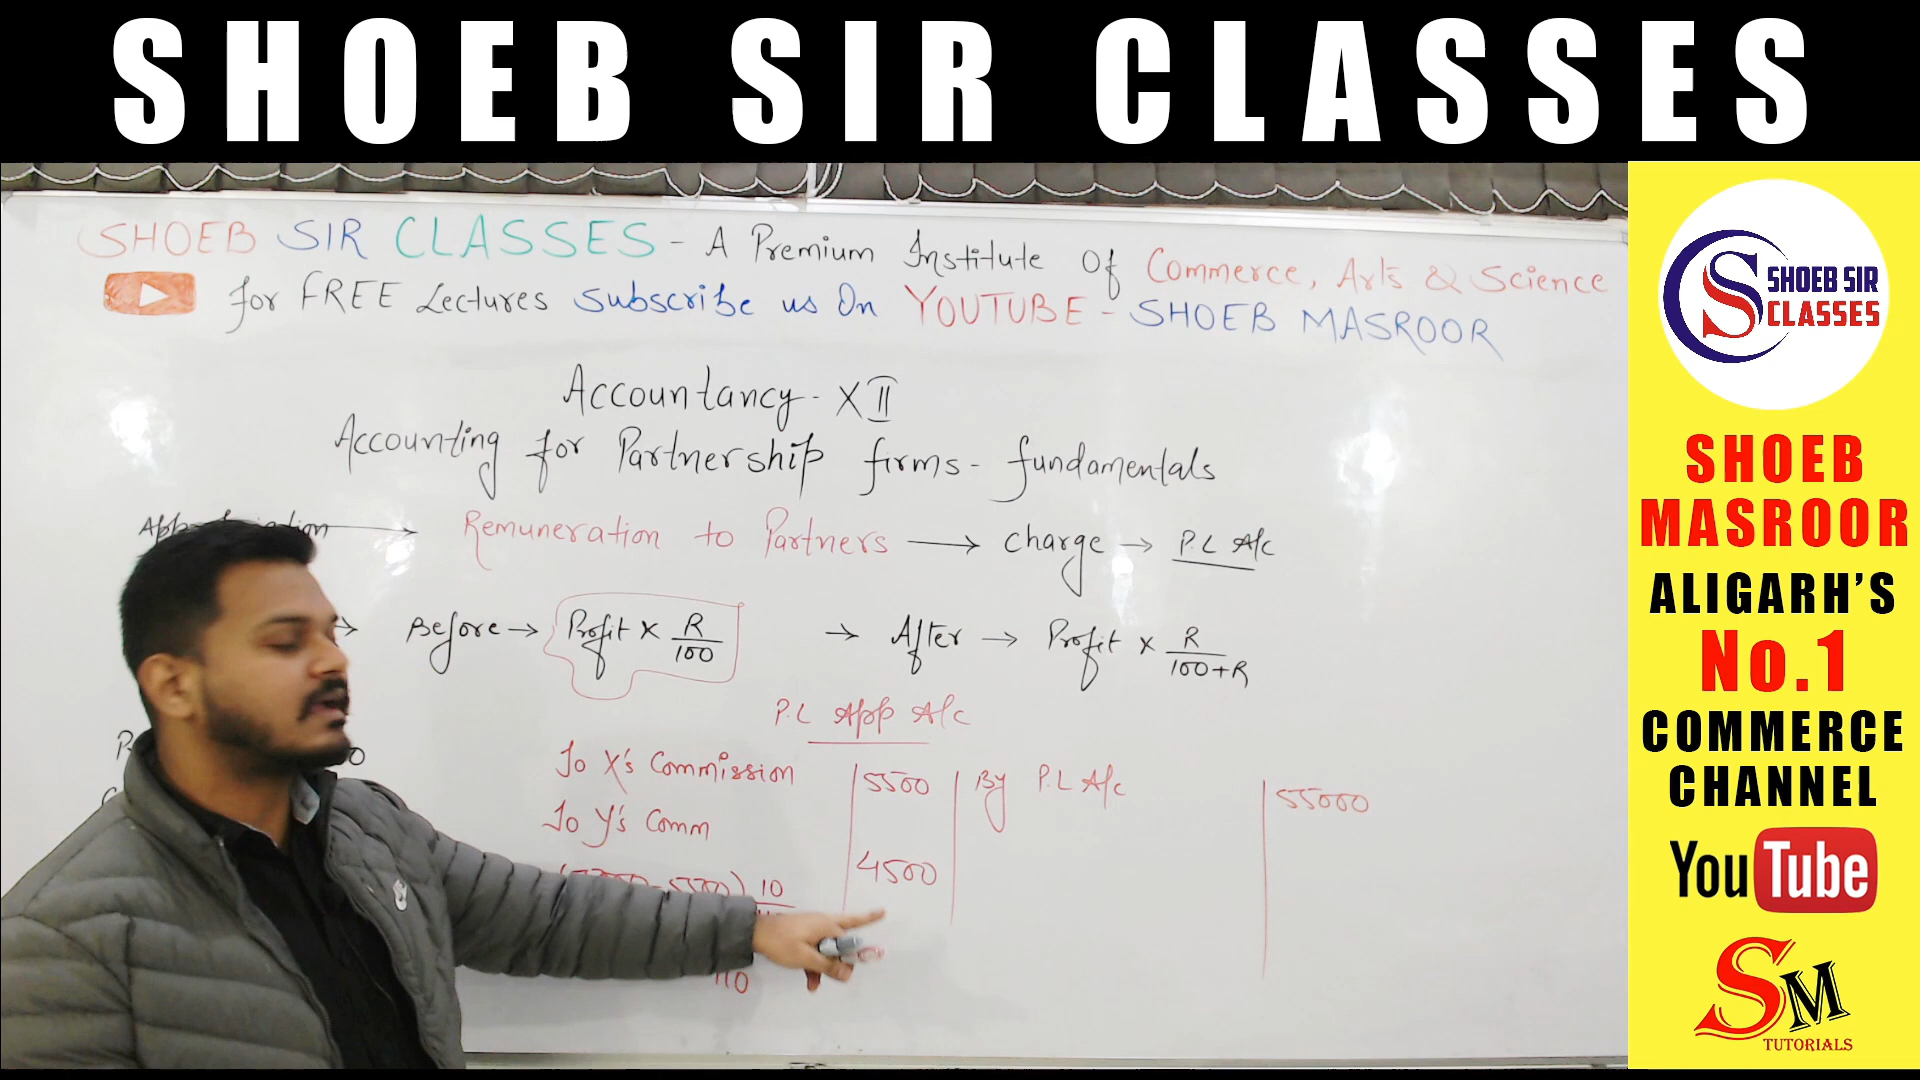 SHOEB SIR CLASSES
SHOEB SIR CLASSES - A Premium Institute Of Commerce, Arts & Science
for FREE Lectures Subscribe us On YOUTUBE - SHOEB MASROOR
Accountancy - XII
Accounting for Partnership firms - fundamentals
→ Remuneration to Partners → Charge → P.L A/c
→ Before → Profit × R/100 → After → Profit × R/100+R
P.L App A/c
To X's Commission 5500 By P.L A/c 55000
To Y's Comm
10
4500
110
SHOEB SIR
CLASSES
SHOEB
MASROOR
ALIGARH'S
No.1
COMMERCE
CHANNEL
YouTube
SM
TUTORIALS